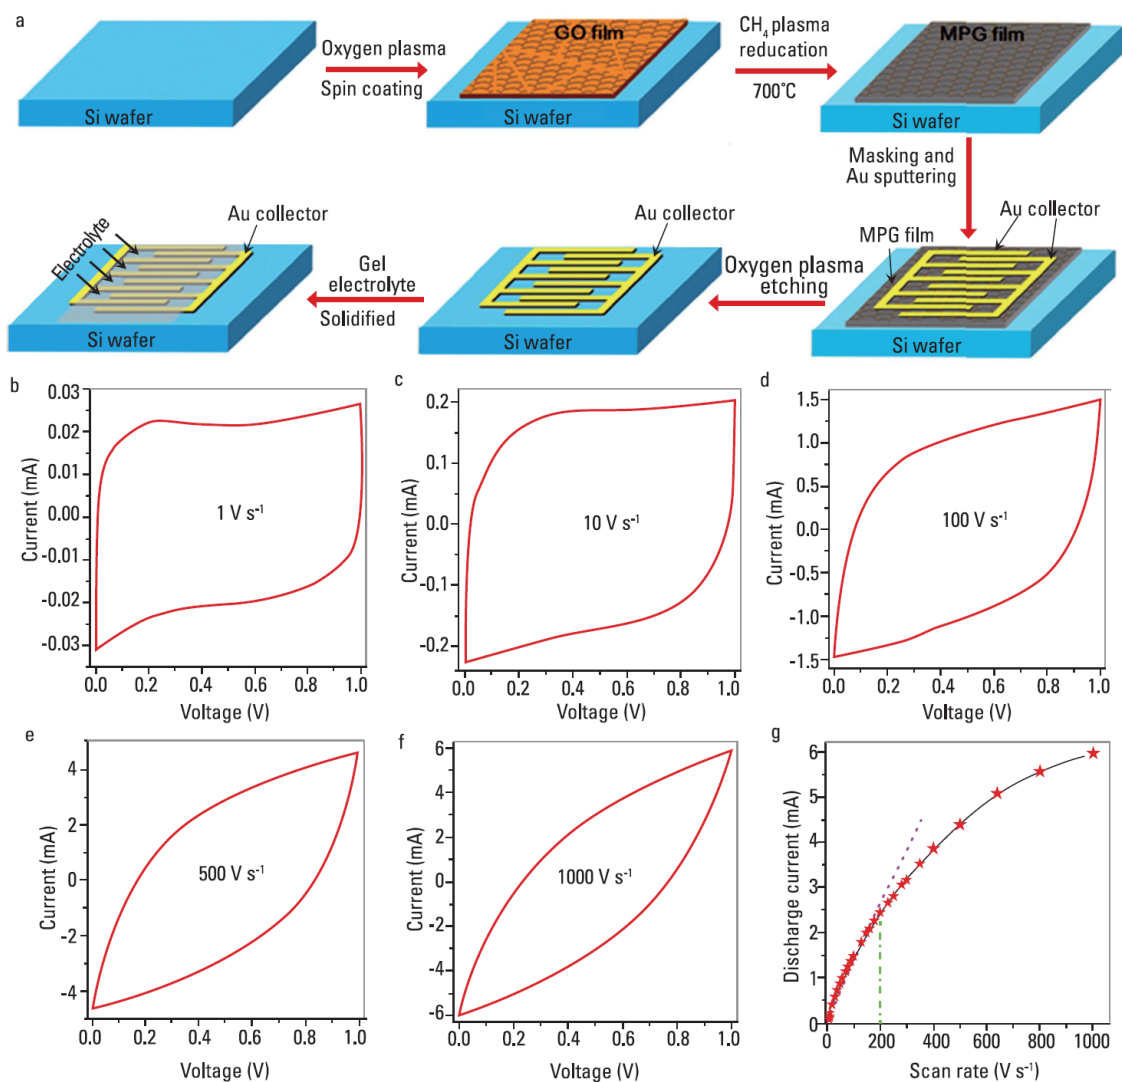 a
Si wafer
Oxygen plasma
Spin coating
GO film
Si wafer
CH4 plasma
reducation
700°C
MPG film
Si wafer
Masking and
Au sputtering
Electrolyte
Au collector
Si wafer
Gel
electrolyte
Solidified
Au collector
Si wafer
Oxygen plasma
etching
MPG film
Au collector
Si wafer
b
Current (mA)
0.03
0.02
0.01
0.00
-0.01
-0.02
-0.03
1 V s-1
0.0 0.2 0.4 0.6 0.8 1.0
Voltage (V)
c
Current (mA)
0.2
0.1
0.0
-0.1
-0.2
10 V s-1
0.0 0.2 0.4 0.6 0.8 1.0
Voltage (V)
d
Current (mA)
1.5
1.0
0.5
0.0
-0.5
-1.0
-1.5
100 V s-1
0.0 0.2 0.4 0.6 0.8 1.0
Voltage (V)
e
Current (mA)
4
2
0
-2
-4
500 V s-1
0.0 0.2 0.4 0.6 0.8 1.0
Voltage (V)
f
Current (mA)
6
4
2
0
-2
-4
-6
1000 V s-1
0.0 0.2 0.4 0.6 0.8 1.0
Voltage (V)
g
Discharge current (mA)
6
5
4
3
2
1
0
0 200 400 600 800 1000
Scan rate (V s-1)